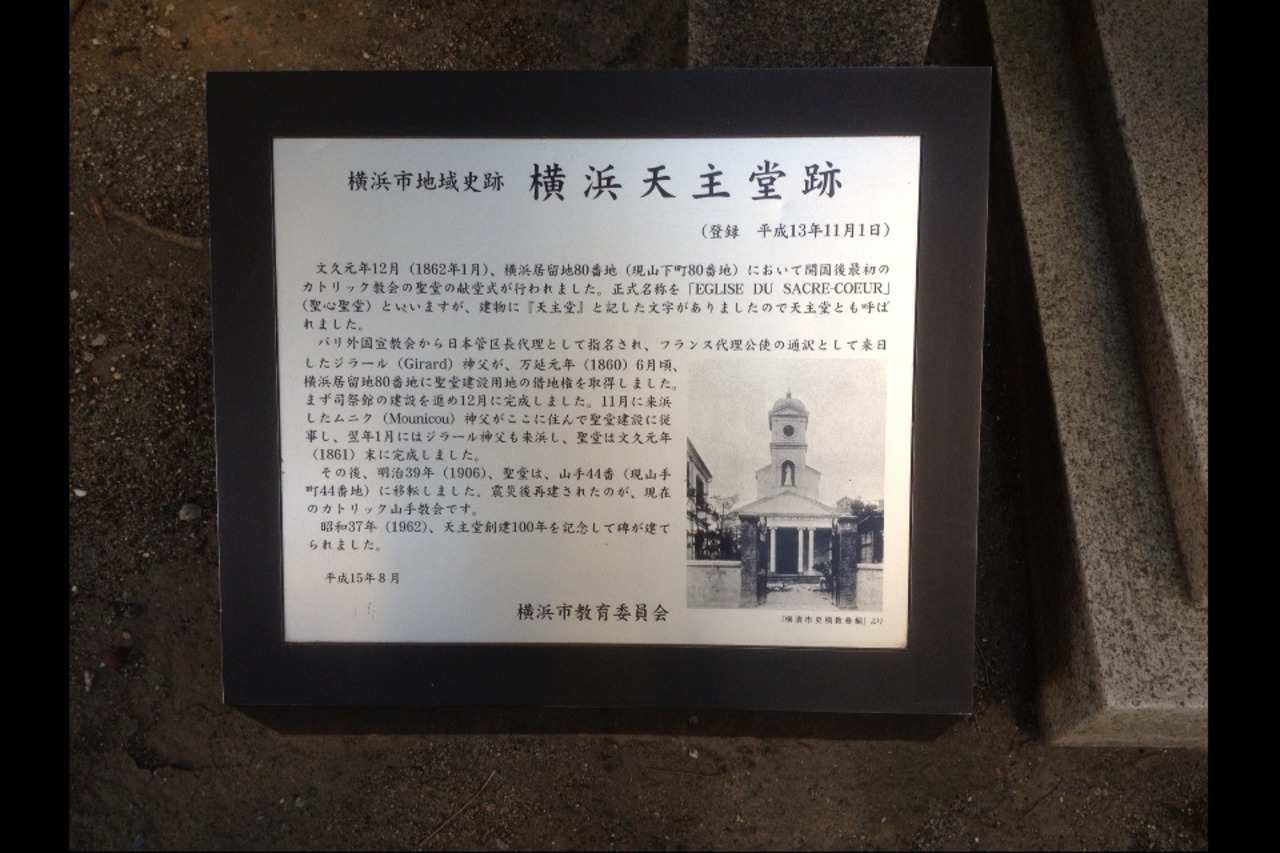 横浜市地域史跡 横浜天主堂跡
(登録 平成13年11月1日)
文久元年12月(1862年1月)、横浜居留地80番地(現山下町80番地)において開国後最初の
カトリック教会の聖堂の献堂式が行われました。正式名称を「EGLISE DU SACRE-COEUR」
(聖心聖堂)といいますが、建物に『天主堂』と記した文字がありましたので天主堂とも呼ば
れました。
パリ外国宣教会から日本管区長代理として指名され、フランス代理公使の通訳として来日
したジラール(Girard)神父が、万延元年(1860)6月頃、
横浜居留地80番地に聖堂建設用地の借地権を取得しました。
まず司祭館の建設を進め12月に完成しました。11月に来浜
したムニク(Mounicou)神父がここに住んで聖堂建設に従
事し、翌年1月にはジラール神父も来浜し、聖堂は文久元年
(1861)末に完成しました。
その後、明治39年(1906)、聖堂は、山手44番(現山手
町44番地)に移転しました。震災後再建されたのが、現在
のカトリック山手教会です。
昭和37年(1962)、天主堂創建100年を記念して碑が建て
られました。
平成15年8月
横浜市教育委員会
『横浜市史稿教会編』より